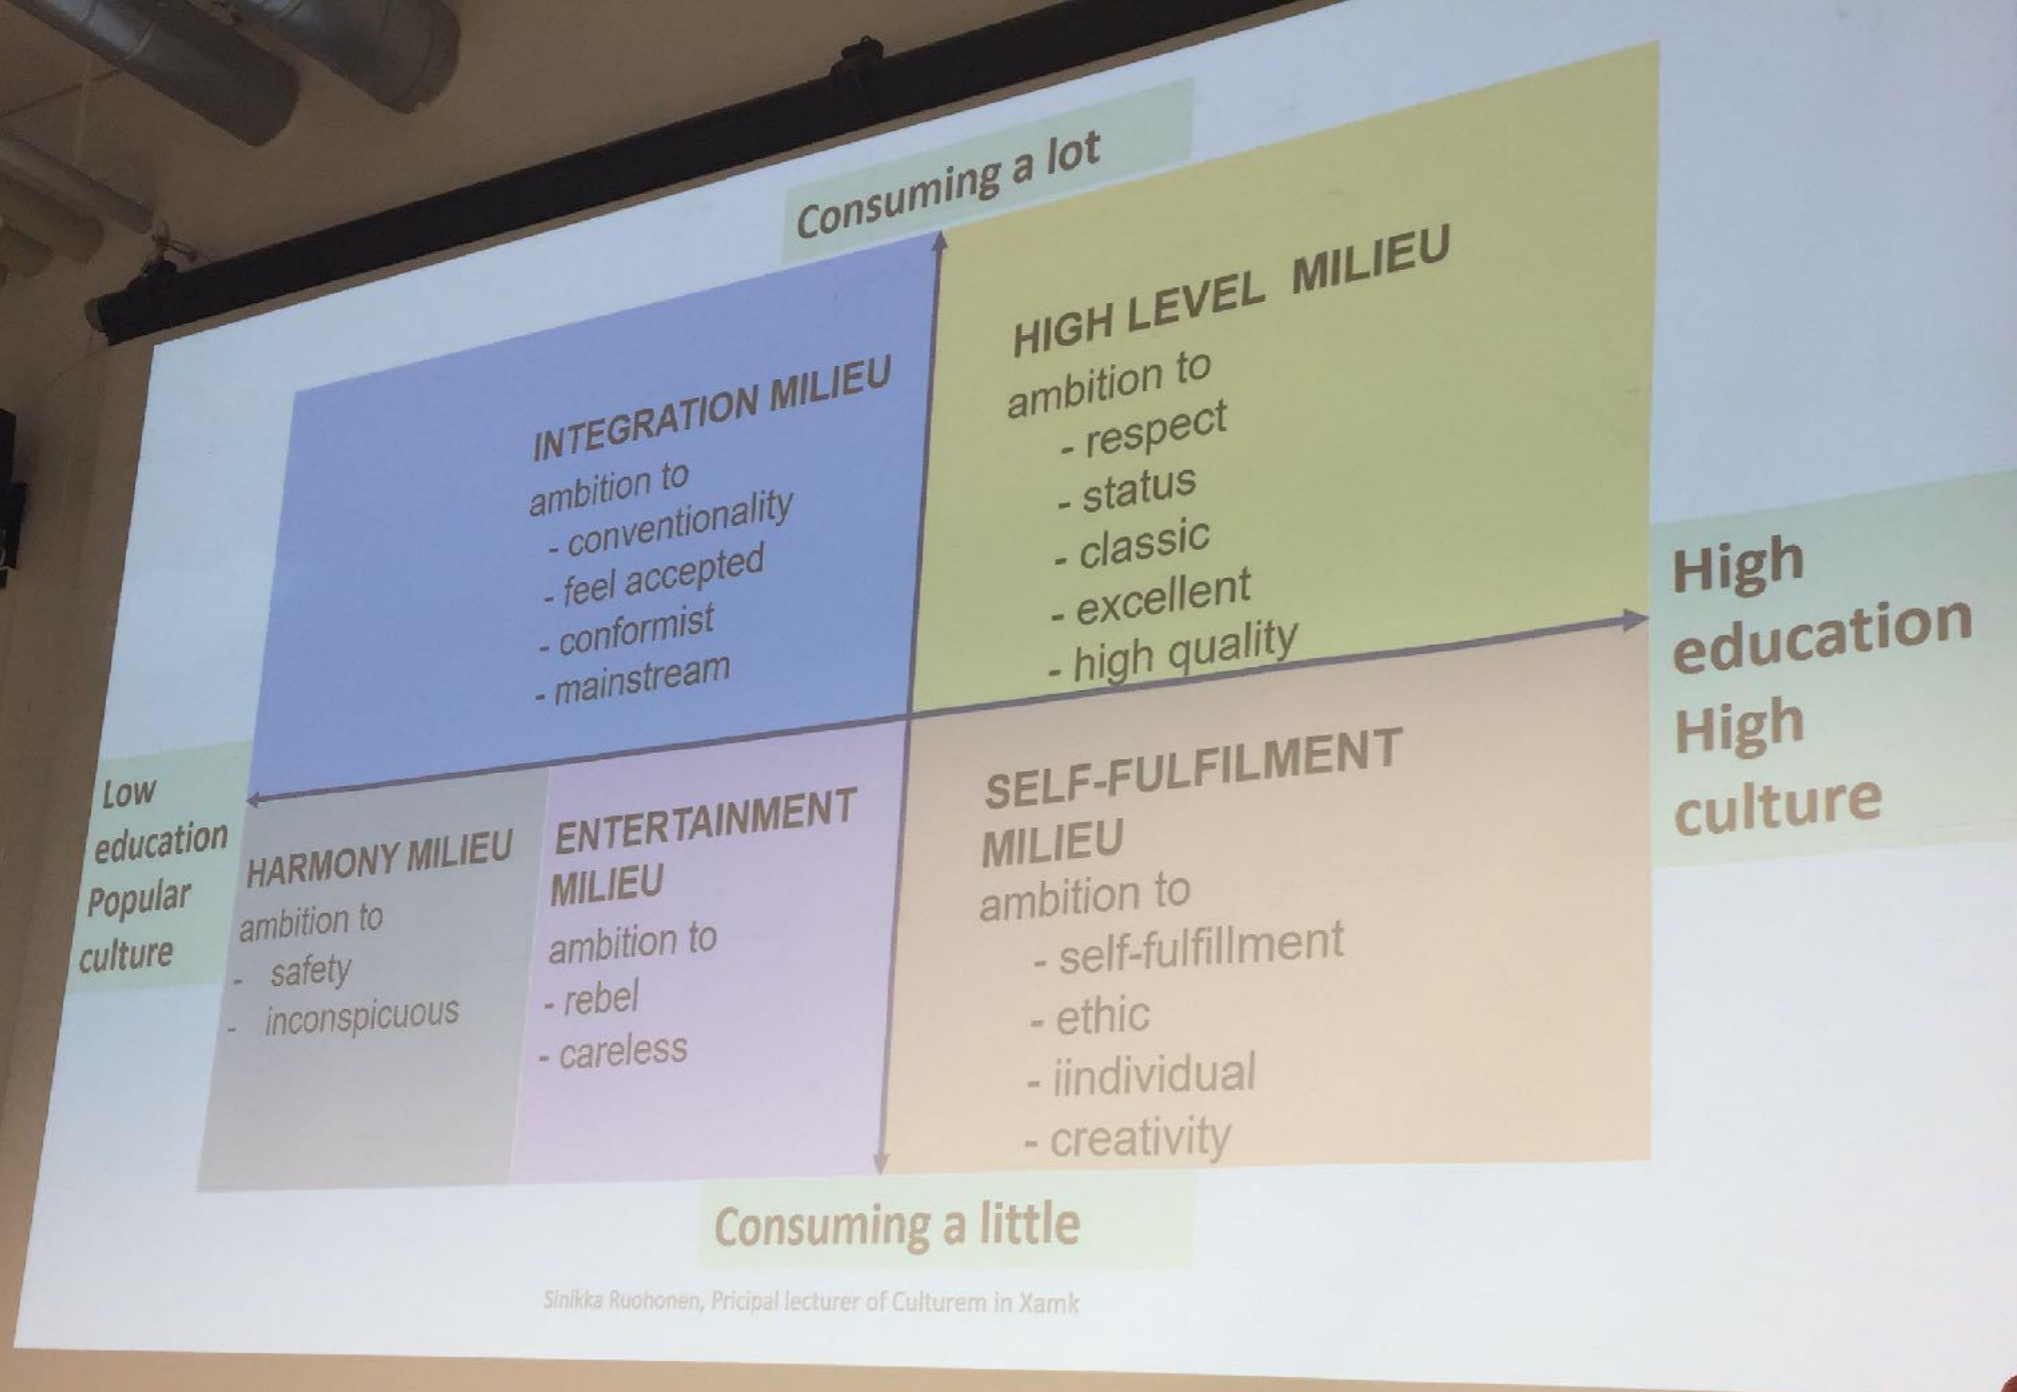 Consuming a lot
INTEGRATION MILIEU
ambition to
- conventionality
- feel accepted
- conformist
- mainstream
HIGH LEVEL MILIEU
ambition to
- respect
- status
- classic
- excellent
- high quality
Low
education
Popular
culture
High
education
High
culture
HARMONY MILIEU
ambition to
- safety
- inconspicuous
ENTERTAINMENT
MILIEU
ambition to
- rebel
- careless
SELF-FULFILMENT
MILIEU
ambition to
- self-fulfillment
- ethic
- iindividual
- creativity
Consuming a little
Sinikka Ruohonen, Pricipal lecturer of Culturem in Xamk